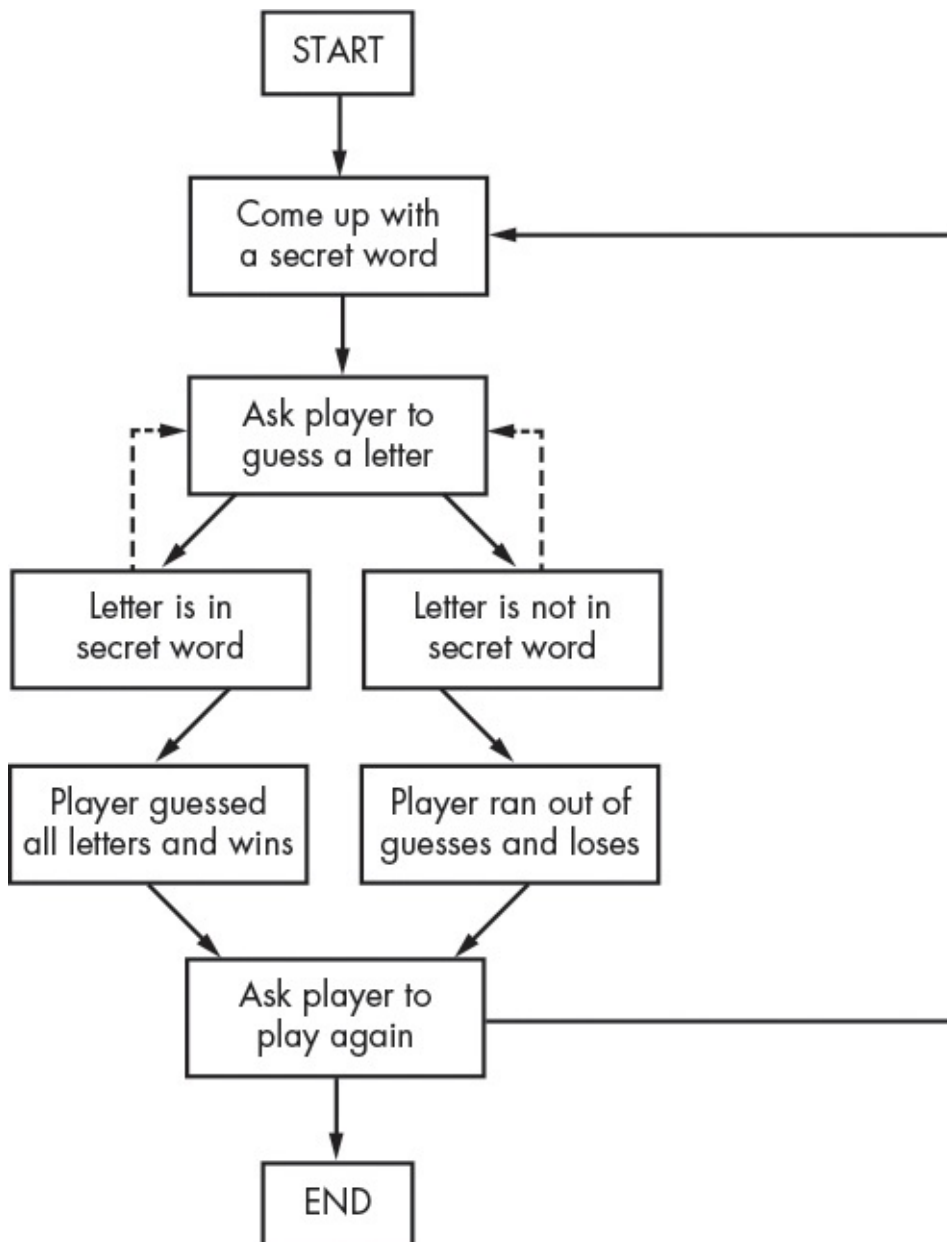 START
Come up with
a secret word
Ask player to
guess a letter
Letter is in
secret word
Letter is not in
secret word
Player guessed
all letters and wins
Player ran out of
guesses and loses
Ask player to
play again
END